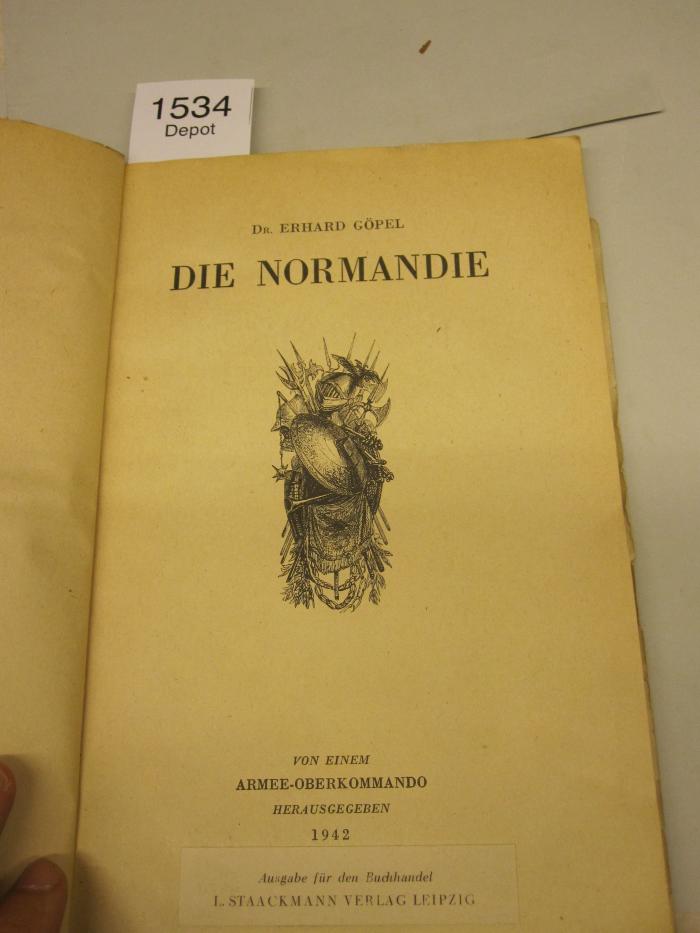 1534
Depot
DR. ERHARD GÖPEL
DIE NORMANDIE
VON EINEM
ARMEE-OBERKOMMANDO
HERAUSGEGEBEN
1942
Ausgabe für den Buchhandel
L. STAACKMANN VERLAG LEIPZIG